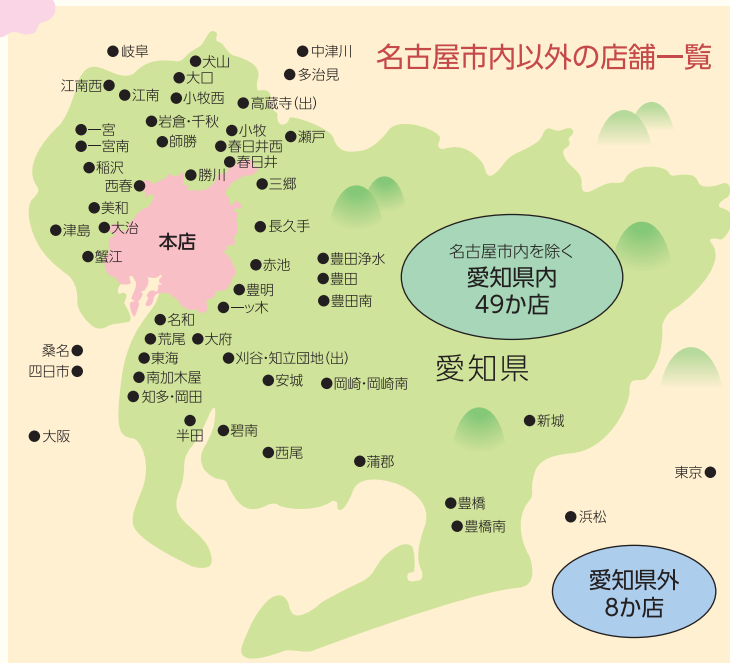 名古屋市内以外の店舗一覧
岐阜
犬山
中津川
大口
多治見
江南西
江南
小牧西
高蔵寺(出)
岩倉・千秋
一宮
小牧
瀬戸
師勝
一宮南
春日井西
春日井
稲沢
勝川
西春
三郷
美和
大治
津島
長久手
本店
蟹江
赤池
豊田浄水
豊田
豊明
豊田南
一ッ木
名古屋市内を除く
愛知県内
49か店
名和
荒尾
大府
桑名
東海
刈谷・知立団地(出)
四日市
南加木屋
安城
岡崎・岡崎南
愛知県
知多・岡田
半田
碧南
新城
大阪
西尾
蒲郡
東京
豊橋
豊橋南
浜松
愛知県外
8か店